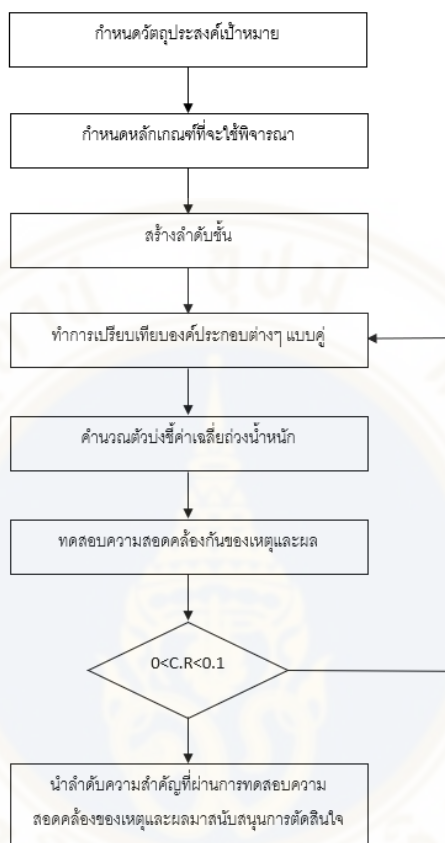 กำหนดวัตถุประสงค์เป้าหมาย
กำหนดหลักเกณฑ์ที่จะใช้พิจารณา
สร้างลำดับชั้น
ทำการเปรียบเทียบองค์ประกอบต่างๆ แบบคู่
คำนวณตัวบ่งชี้ค่าเฉลี่ยถ่วงน้ำหนัก
ทดสอบความสอดคล้องกันของเหตุและผล
0<C.R<0.1
นำลำดับความสำคัญที่ผ่านการทดสอบความ
สอดคล้องของเหตุและผลมาสนับสนุนการตัดสินใจ